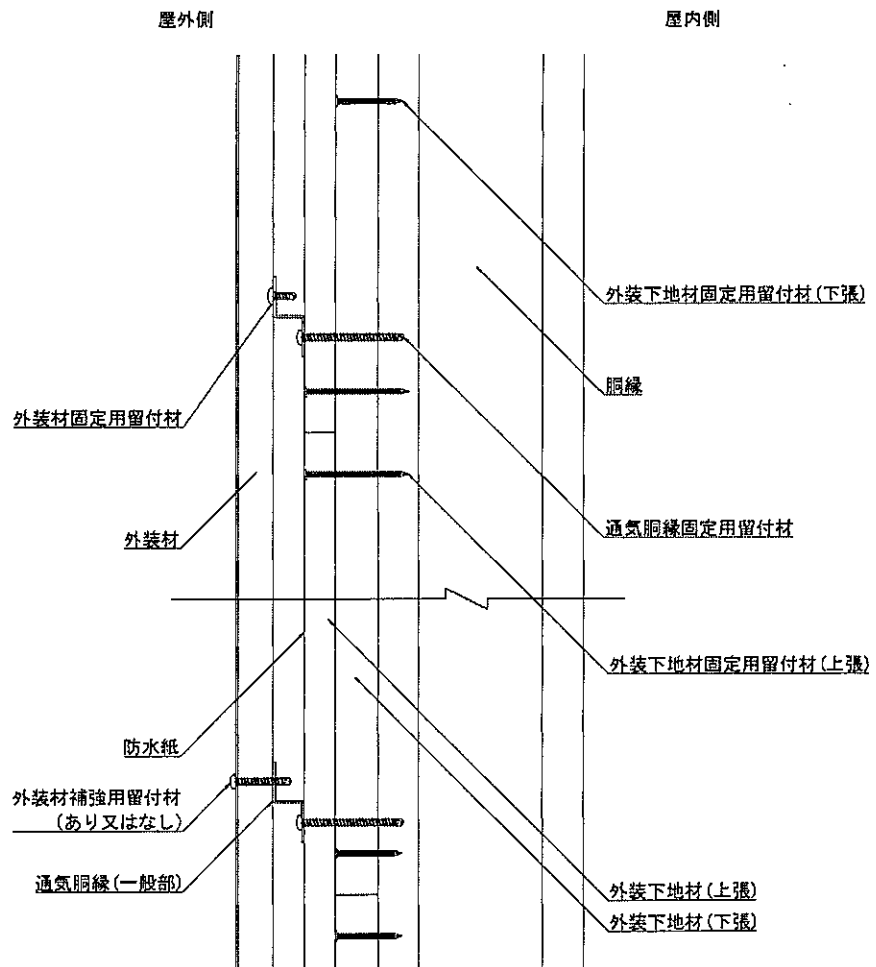 屋外側
屋内側
外装下地材固定用留付材(下張)
胴縁
外装材固定用留付材
通気胴縁固定用留付材
外装材
外装下地材固定用留付材(上張)
防水紙
外装材補強用留付材
(あり又はなし)
通気胴縁(一般部)
外装下地材(上張)
外装下地材(下張)